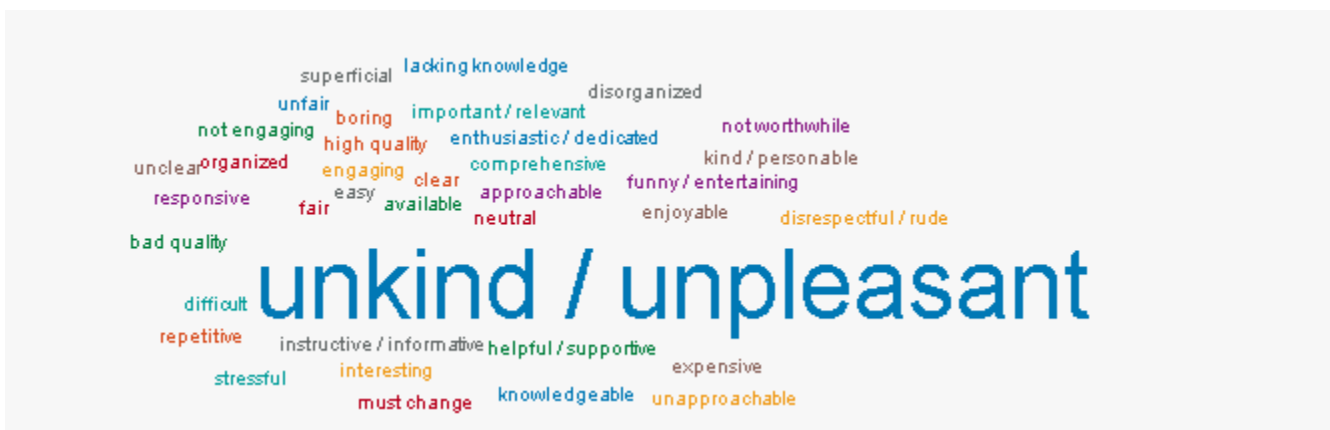 superficial lacking knowledge
disorganized
unfair boring important / relevant
not engaging high quality enthusiastic / dedicated not worthwhile
unclear organized engaging comprehensive kind / personable
responsive easy clear approachable funny / entertaining
fair available neutral enjoyable disrespectful / rude
bad quality
unkind / unpleasant
difficult
repetitive instructive / informative helpful / supportive
stressful interesting expensive
must change knowledgeable unapproachable